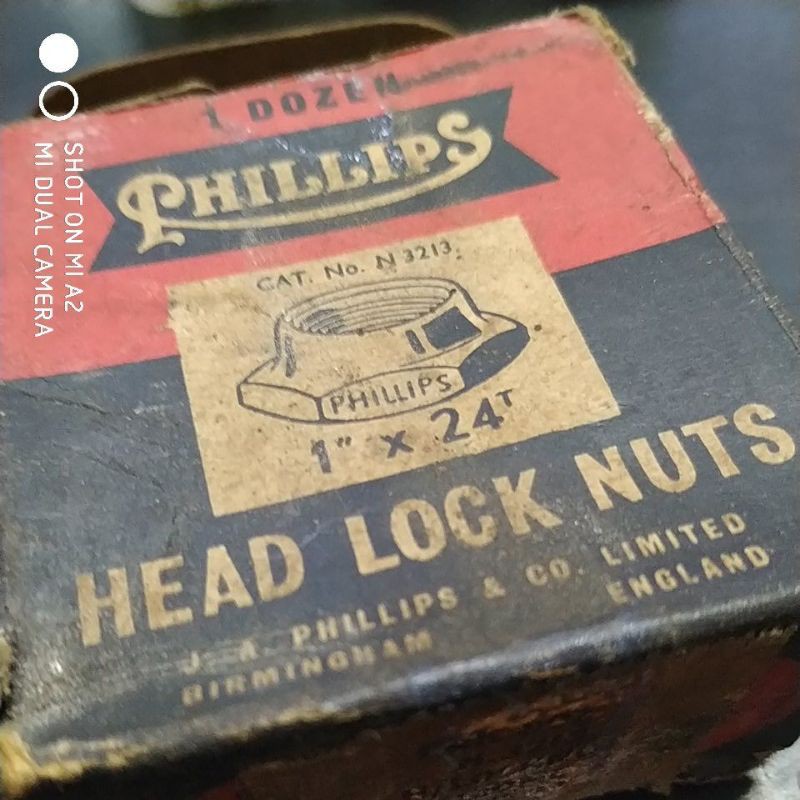 1 DOZEN
PHILLIPS
CAT. No. N 3213.
PHILLIPS
1" x 24T
HEAD LOCK NUTS
J. A. PHILLIPS & CO. LIMITED
BIRMINGHAM ENGLAND
SHOT ON MI A2
MI DUAL CAMERA